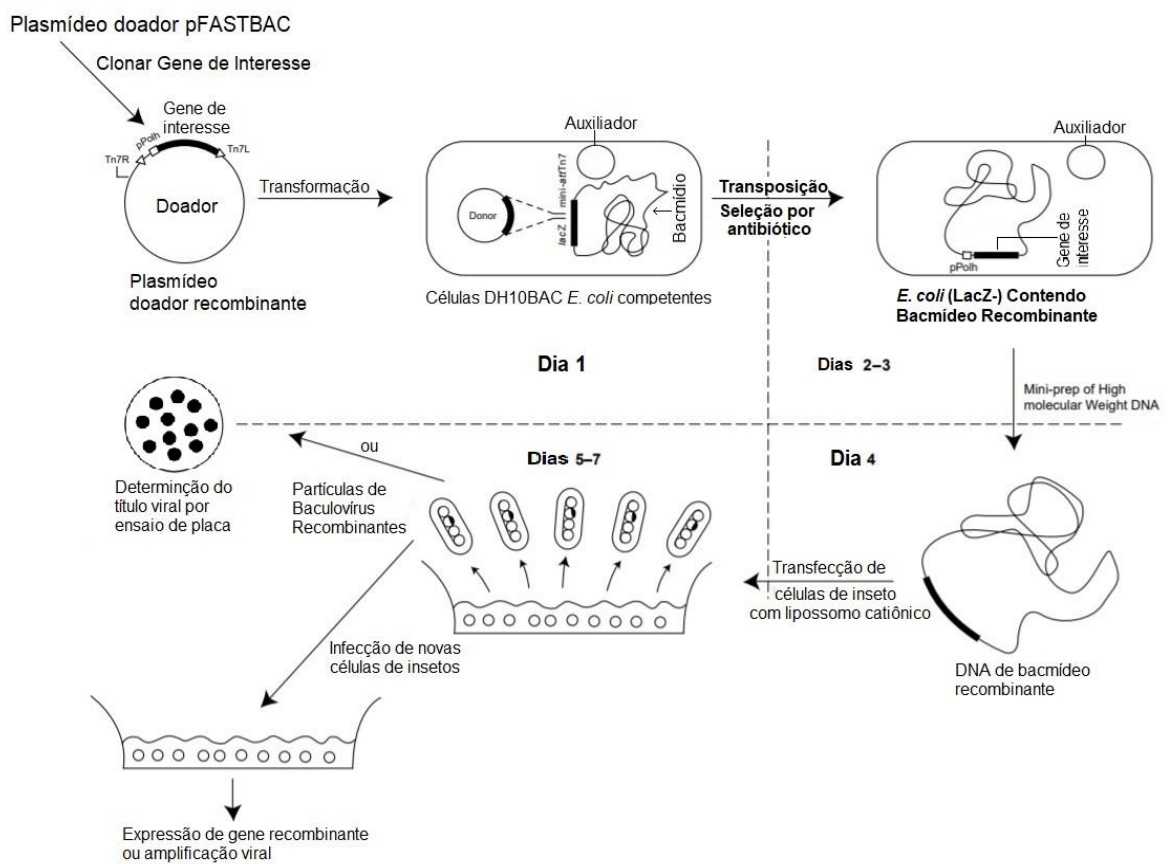 Plasmídeo doador pFASTBAC
Clonar Gene de Interesse
Gene de
interesse
pPolh
Tn7R
Tn7L
Doador
Plasmídeo
doador recombinante
Transformação
Auxiliador
Donor
lacZ mini-attTn7
Bacmídio
Células DH10BAC E. coli competentes
Transposição
Seleção por
antibiótico
Auxiliador
pPolh
Gene de
interesse
E. coli (LacZ-) Contendo
Bacmídeo Recombinante
Dia 1
Dias 2–3
Mini-prep of High
molecular Weight DNA
Dia 4
Dias 5–7
ou
Determinção do
título viral por
ensaio de placa
Partículas de
Baculovírus
Recombinantes
Transfecção de
células de inseto
com lipossomo catiônico
DNA de bacmídeo
recombinante
Infecção de novas
células de insetos
Expressão de gene recombinante
ou amplificação viral